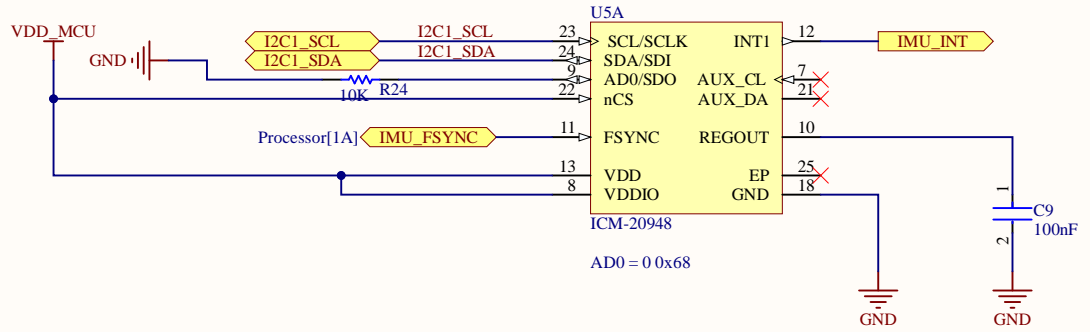 U5A
VDD_MCU
I2C1_SCL
I2C1_SCL
23
SCL/SCLK
INT1
12
IMU_INT
GND
I2C1_SDA
I2C1_SDA
24
SDA/SDI
9
AD0/SDO
AUX_CL
7
10K
R24
22
nCS
AUX_DA
21
Processor[1A]
IMU_FSYNC
11
FSYNC
REGOUT
10
13
VDD
EP
25
8
VDDIO
GND
18
1
C9
100nF
2
ICM-20948
AD0 = 0 0x68
GND
GND